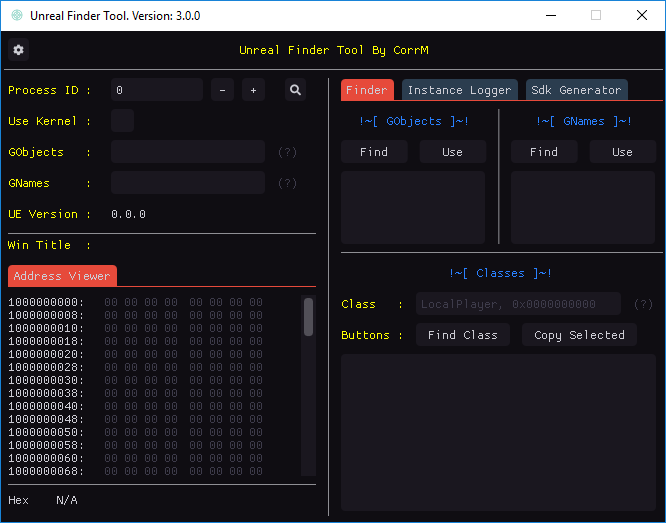 Unreal Finder Tool. Version: 3.0.0
Unreal Finder Tool By CorrM
Process ID :
0
-
+
Use Kernel :
GObjects :
(?)
GNames :
(?)
UE Version :
0.0.0
Win Title :
Address Viewer
1000000000: 00 00 00 00 00 00 00 00
1000000008: 00 00 00 00 00 00 00 00
1000000010: 00 00 00 00 00 00 00 00
1000000018: 00 00 00 00 00 00 00 00
1000000020: 00 00 00 00 00 00 00 00
1000000028: 00 00 00 00 00 00 00 00
1000000030: 00 00 00 00 00 00 00 00
1000000038: 00 00 00 00 00 00 00 00
1000000040: 00 00 00 00 00 00 00 00
1000000048: 00 00 00 00 00 00 00 00
1000000050: 00 00 00 00 00 00 00 00
1000000058: 00 00 00 00 00 00 00 00
1000000060: 00 00 00 00 00 00 00 00
1000000068: 00 00 00 00 00 00 00 00
Hex N/A
Finder
Instance Logger
Sdk Generator
!~[ GObjects ]~!
Find
Use
!~[ GNames ]~!
Find
Use
!~[ Classes ]~!
Class :
LocalPlayer, 0x0000000000
(?)
Buttons :
Find Class
Copy Selected